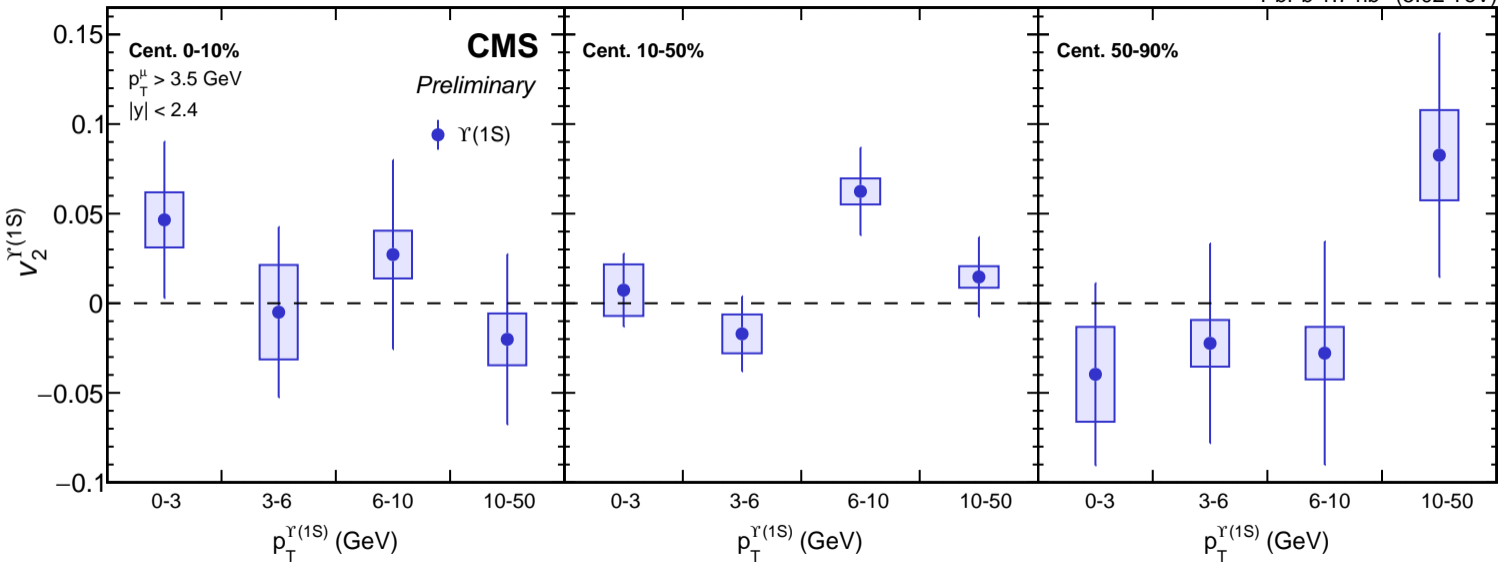 Cent. 0-10%
p_T^μ > 3.5 GeV
|y| < 2.4
CMS
Preliminary
ϒ(1S)
Cent. 10-50%
Cent. 50-90%
v_2^ϒ(1S)
0.15
0.1
0.05
0
−0.05
−0.1
0-3 3-6 6-10 10-50
0-3 3-6 6-10 10-50
0-3 3-6 6-10 10-50
p_T^ϒ(1S) (GeV)
p_T^ϒ(1S) (GeV)
p_T^ϒ(1S) (GeV)